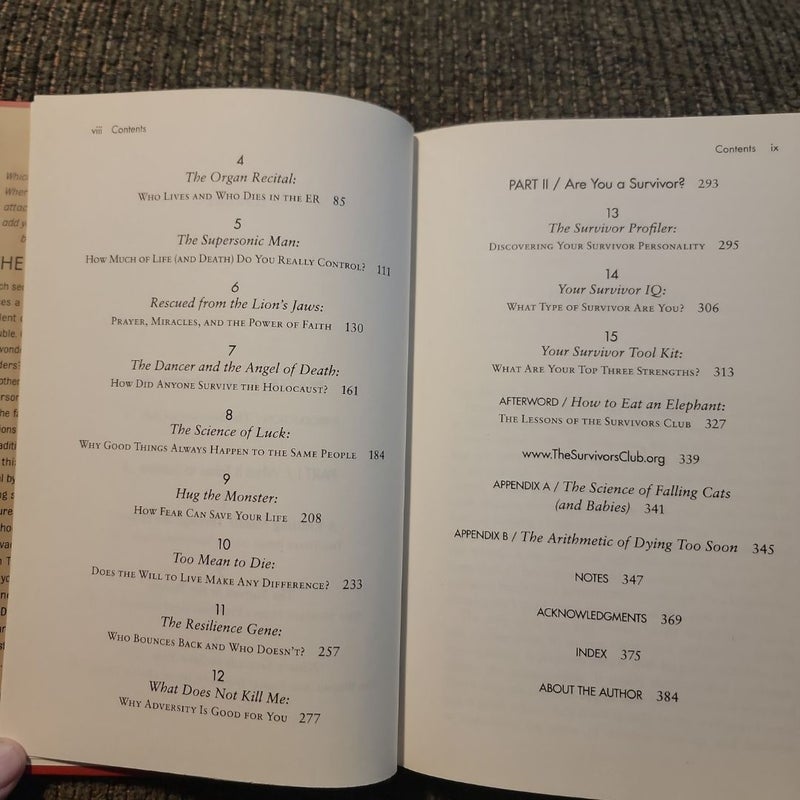 viii Contents
4
The Organ Recital:
WHO LIVES AND WHO DIES IN THE ER 85
5
The Supersonic Man:
HOW MUCH OF LIFE (AND DEATH) DO YOU REALLY CONTROL? 111
6
Rescued from the Lion's Jaws:
PRAYER, MIRACLES, AND THE POWER OF FAITH 130
7
The Dancer and the Angel of Death:
HOW DID ANYONE SURVIVE THE HOLOCAUST? 161
8
The Science of Luck:
WHY GOOD THINGS ALWAYS HAPPEN TO THE SAME PEOPLE 184
9
Hug the Monster:
HOW FEAR CAN SAVE YOUR LIFE 208
10
Too Mean to Die:
DOES THE WILL TO LIVE MAKE ANY DIFFERENCE? 233
11
The Resilience Gene:
WHO BOUNCES BACK AND WHO DOESN'T? 257
12
What Does Not Kill Me:
WHY ADVERSITY IS GOOD FOR YOU 277
Contents ix
PART II / Are You a Survivor? 293
13
The Survivor Profiler:
DISCOVERING YOUR SURVIVOR PERSONALITY 295
14
Your Survivor IQ:
WHAT TYPE OF SURVIVOR ARE YOU? 306
15
Your Survivor Tool Kit:
WHAT ARE YOUR TOP THREE STRENGTHS? 313
AFTERWORD / How to Eat an Elephant:
THE LESSONS OF THE SURVIVORS CLUB 327
www.TheSurvivorsClub.org 339
APPENDIX A / The Science of Falling Cats
(and Babies) 341
APPENDIX B / The Arithmetic of Dying Too Soon 345
NOTES 347
ACKNOWLEDGMENTS 369
INDEX 375
ABOUT THE AUTHOR 384